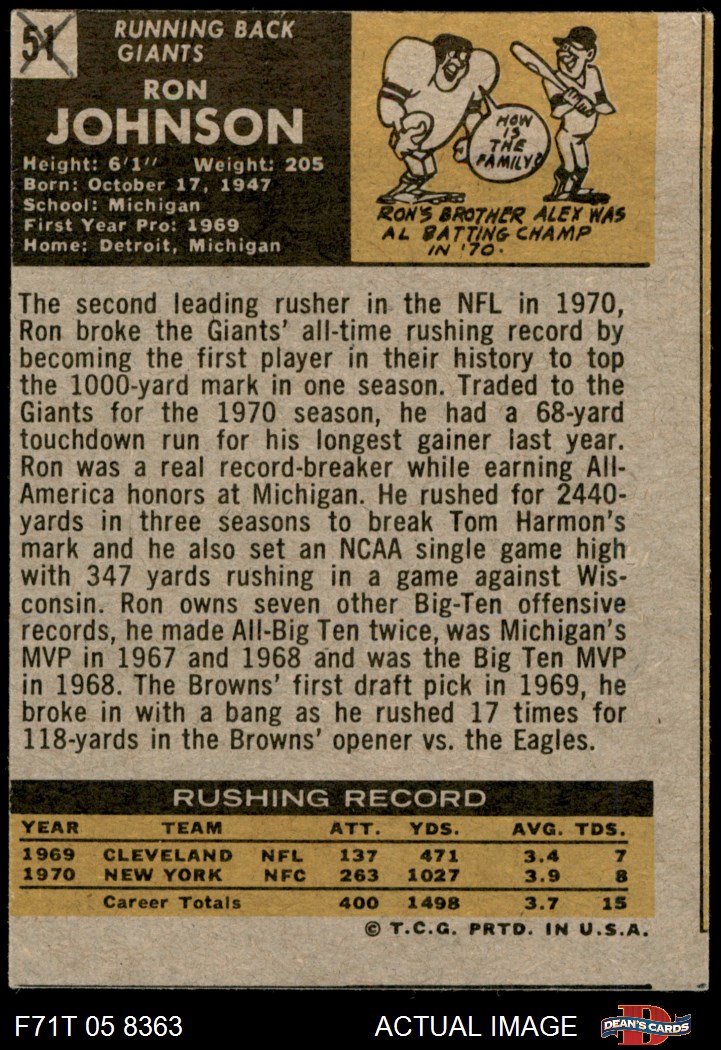 51
RUNNING BACK
GIANTS
RON
JOHNSON
Height: 6'1" Weight: 205
Born: October 17, 1947
School: Michigan
First Year Pro: 1969
Home: Detroit, Michigan
HOW
IS
THE
FAMILY?
RON'S BROTHER ALEX WAS
AL BATTING CHAMP
IN '70.
The second leading rusher in the NFL in 1970,
Ron broke the Giants' all-time rushing record by
becoming the first player in their history to top
the 1000-yard mark in one season. Traded to the
Giants for the 1970 season, he had a 68-yard
touchdown run for his longest gainer last year.
Ron was a real record-breaker while earning All-
America honors at Michigan. He rushed for 2440-
yards in three seasons to break Tom Harmon's
mark and he also set an NCAA single game high
with 347 yards rushing in a game against Wis-
consin. Ron owns seven other Big-Ten offensive
records, he made All-Big Ten twice, was Michigan's
MVP in 1967 and 1968 and was the Big Ten MVP
in 1968. The Browns' first draft pick in 1969, he
broke in with a bang as he rushed 17 times for
118-yards in the Browns' opener vs. the Eagles.
RUSHING RECORD
YEAR TEAM ATT. YDS. AVG. TDS.
1969 CLEVELAND NFL 137 471 3.4 7
1970 NEW YORK NFC 263 1027 3.9 8
Career Totals 400 1498 3.7 15
© T.C.G. PRTD. IN U.S.A.
F71T 05 8363 ACTUAL IMAGE D DEAN'S CARDS